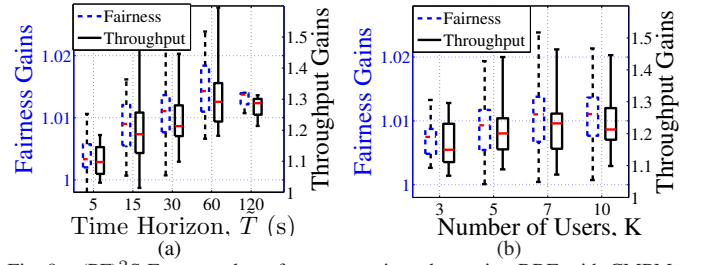 Fairness
Throughput
Fairness Gains
1.02
1.01
1
Throughput Gains
1.5
1.4
1.3
1.2
1.1
1
5 15 30 60 120
Time Horizon, T̃ (s)
(a)
Fairness
Throughput
Fairness Gains
1.02
1.01
1
Throughput Gains
1.5
1.4
1.3
1.2
1.1
1
3 5 7 10
Number of Users, K
(b)